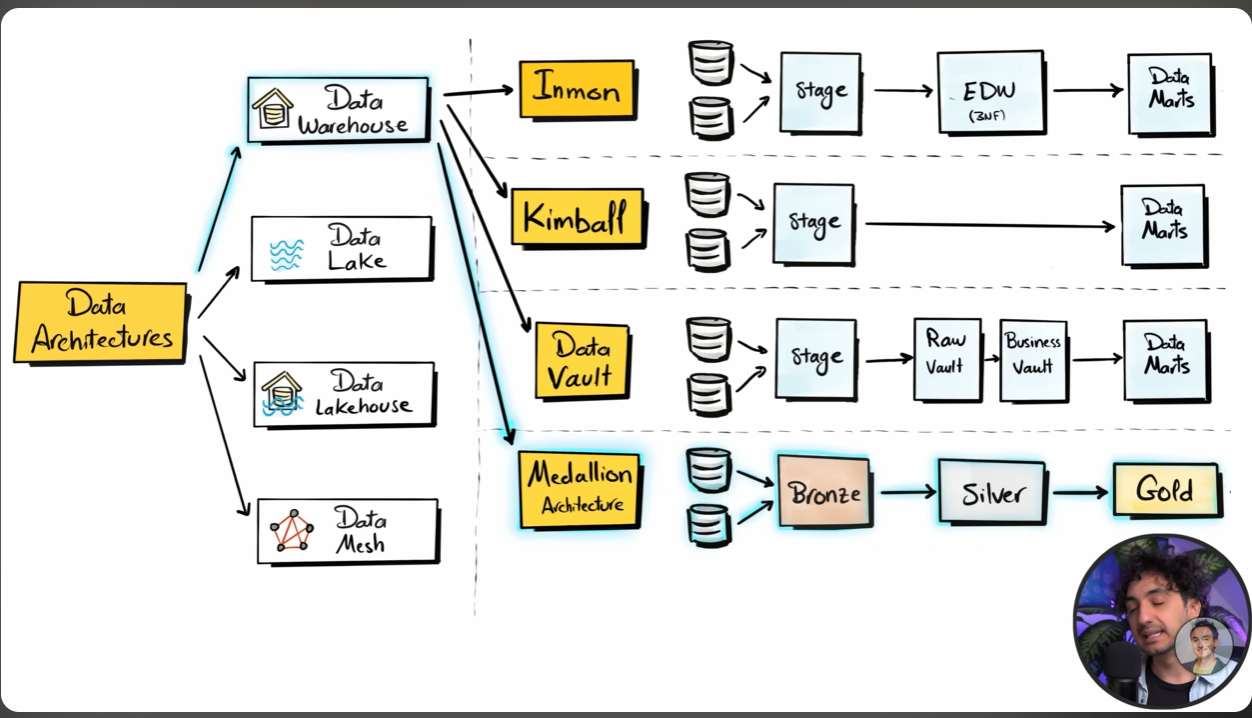 Data
Architectures
Data
Warehouse
Data
Lake
Data
Lakehouse
Data
Mesh
Inmon
Stage
EDW
(3NF)
Data
Marts
Kimball
Stage
Data
Marts
Data
Vault
Stage
Raw
Vault
Business
Vault
Data
Marts
Medallion
Architecture
Bronze
Silver
Gold